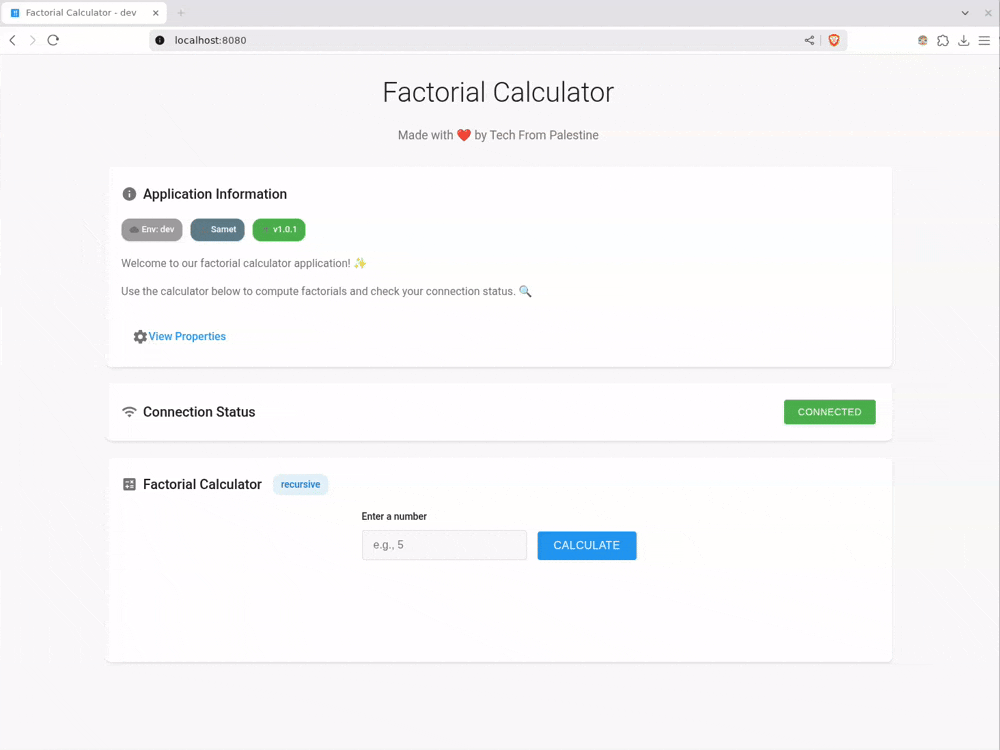 Factorial Calculator - dev
localhost:8080
Factorial Calculator
Made with ❤️ by Tech From Palestine
Application Information
Env: dev Samet v1.0.1
Welcome to our factorial calculator application! ✨
Use the calculator below to compute factorials and check your connection status. 🔍
View Properties
Connection Status CONNECTED
Factorial Calculator recursive
Enter a number
e.g., 5 CALCULATE